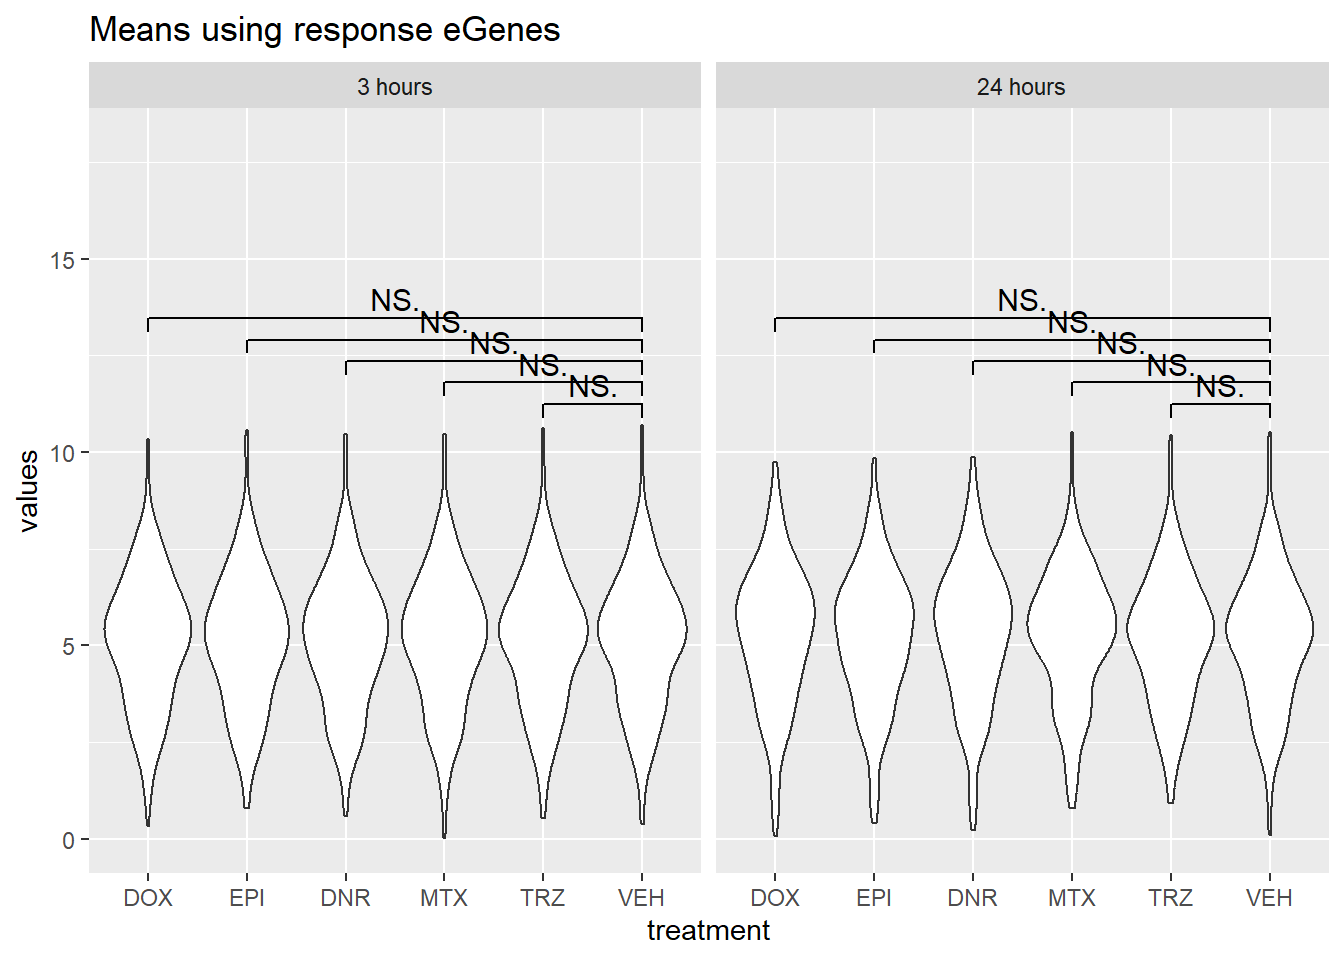 Means using response eGenes
3 hours
24 hours
values
15
10
5
0
NS.
NS.
NS.
NS.
NS.
NS.
NS.
NS.
NS.
NS.
DOX EPI DNR MTX TRZ VEH
DOX EPI DNR MTX TRZ VEH
treatment